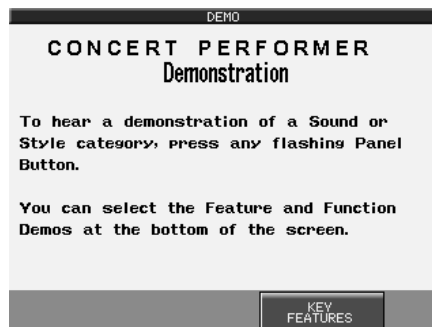 DEMO
CONCERT PERFORMER
Demonstration
To hear a demonstration of a Sound or
Style category, press any flashing Panel
Button.
You can select the Feature and Function
Demos at the bottom of the screen.
KEY
FEATURES